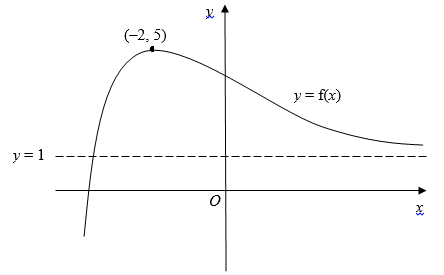 y
(–2, 5)
y = f(x)
y = 1
O
x